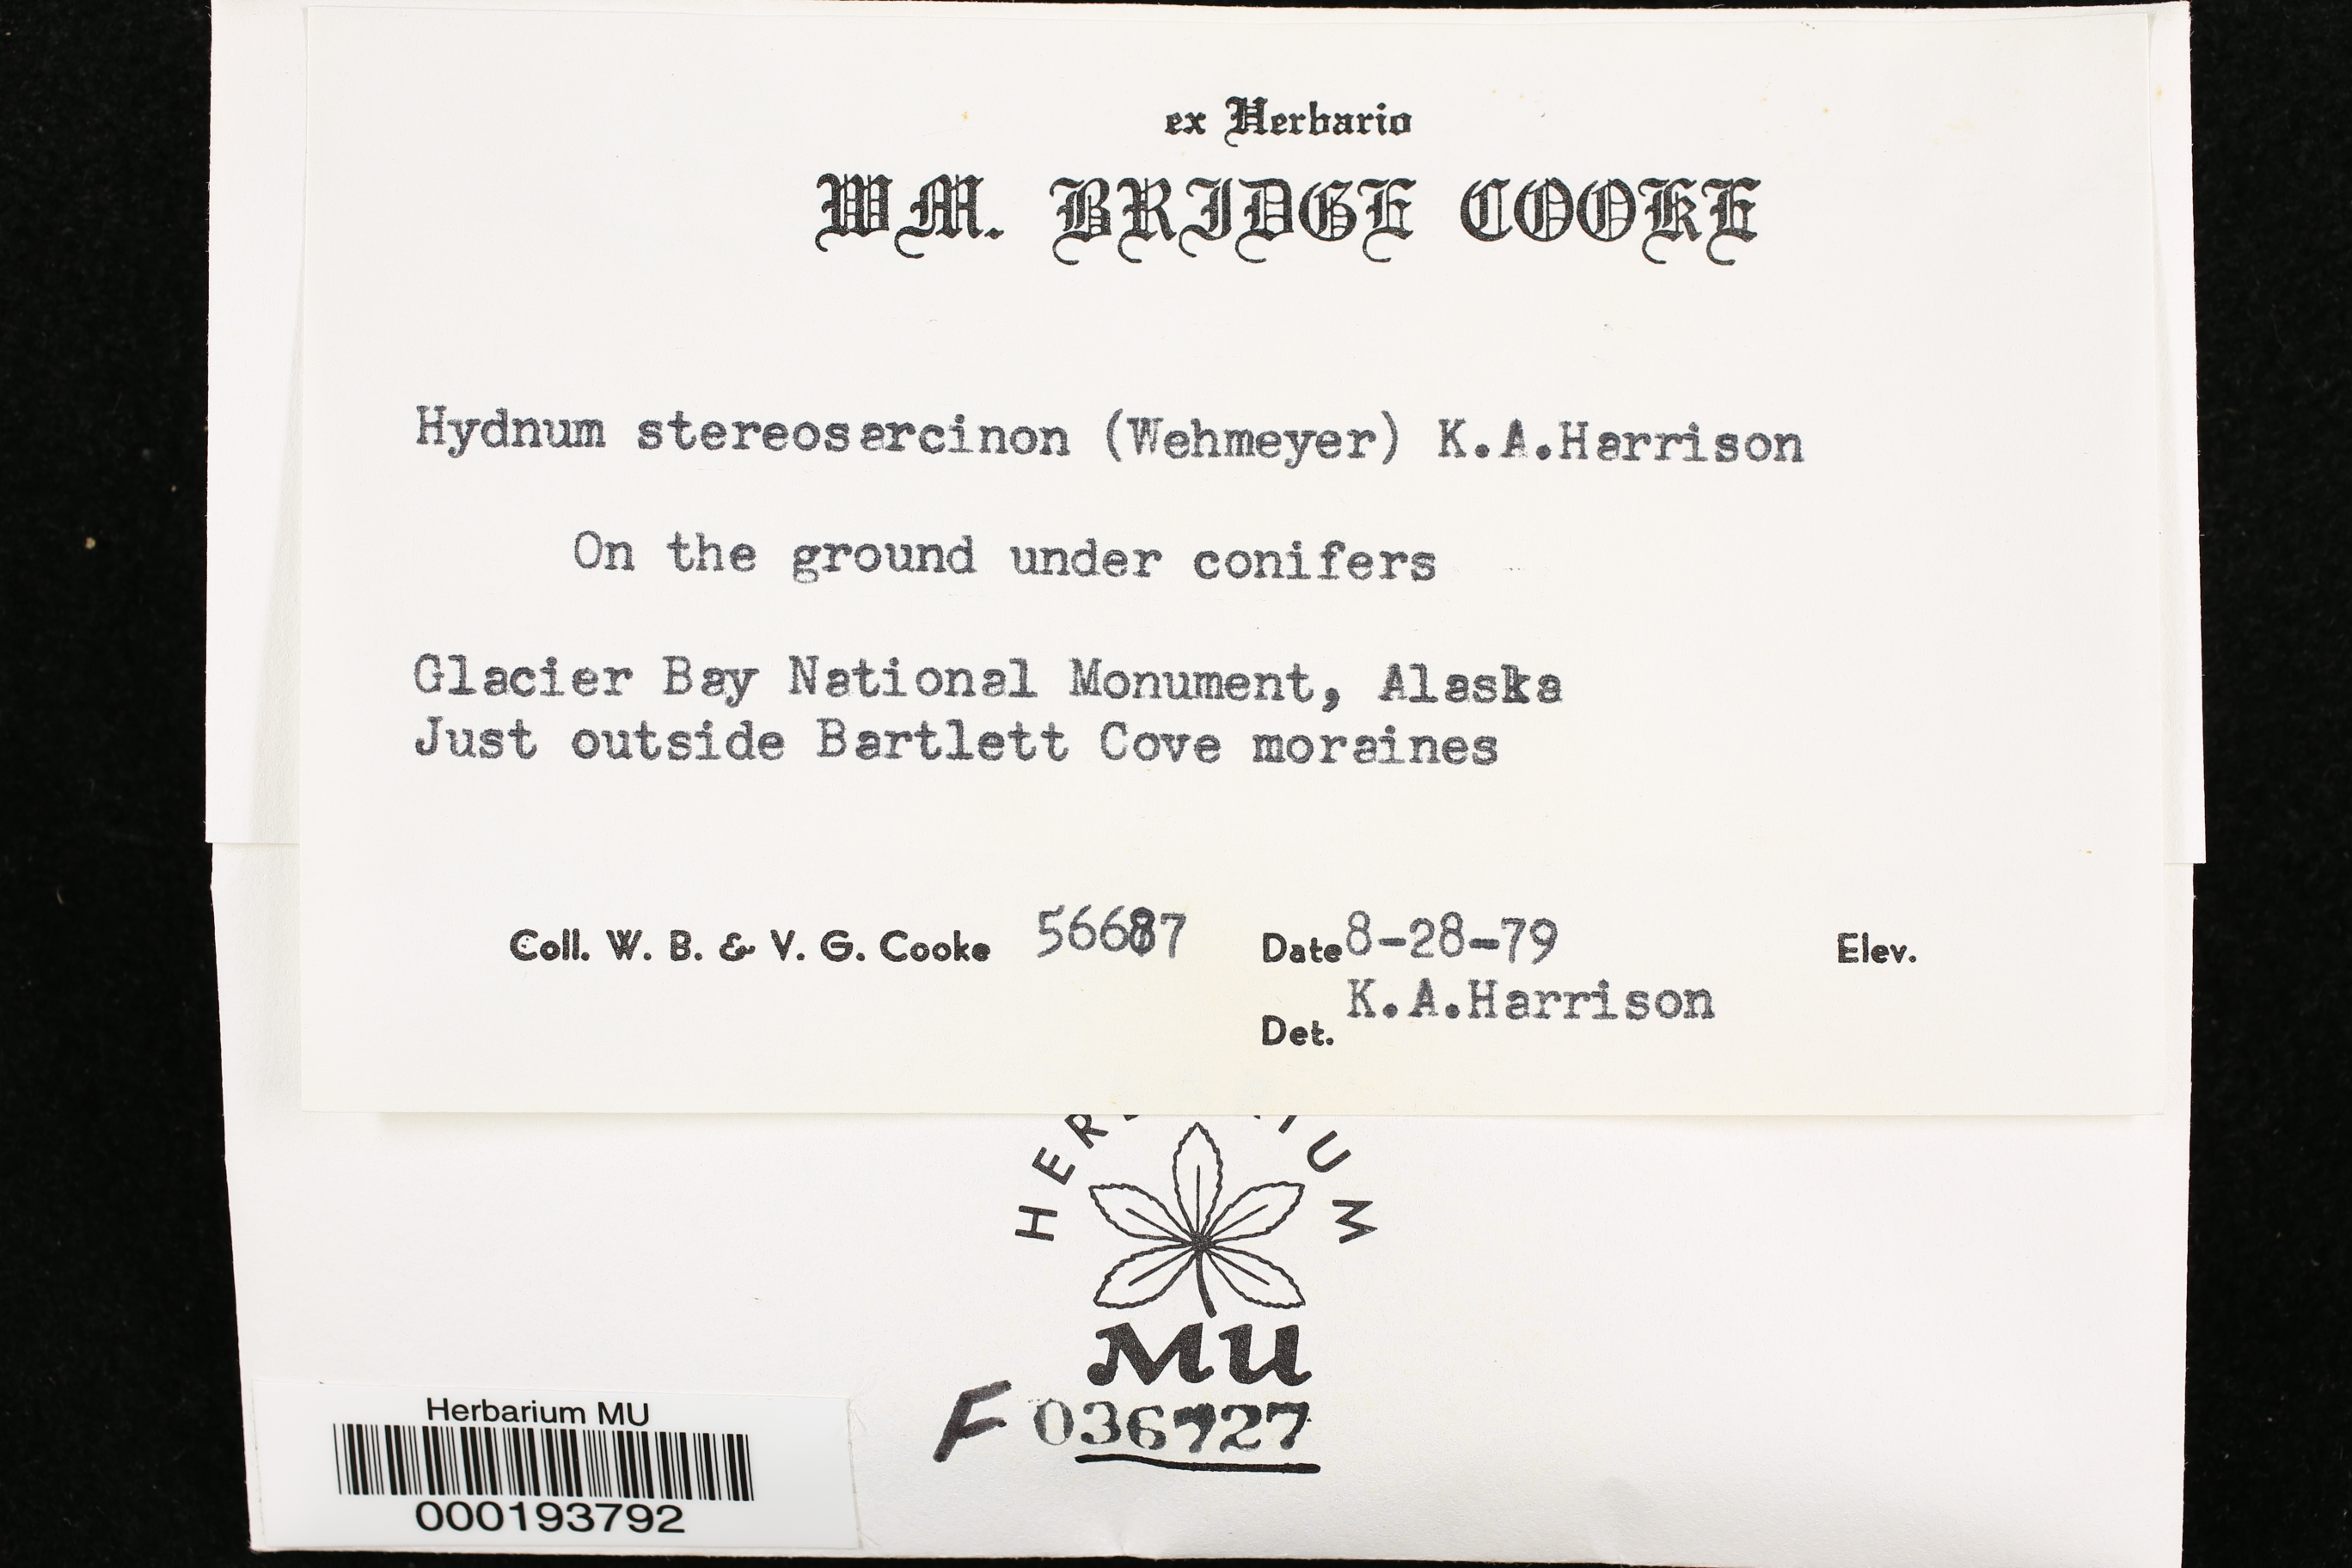 ex Herbario
WM. BRIDGE COOKE
Hydnum stereosarcinon (Wehmeyer) K.A.Harrison
On the ground under conifers
Glacier Bay National Monument, Alaska
Just outside Bartlett Cove moraines
Coll. W. B. & V. G. Cooke 56687 Date 8-28-79 Elev.
Det. K.A.Harrison
MU
F 036727
Herbarium MU
000193792